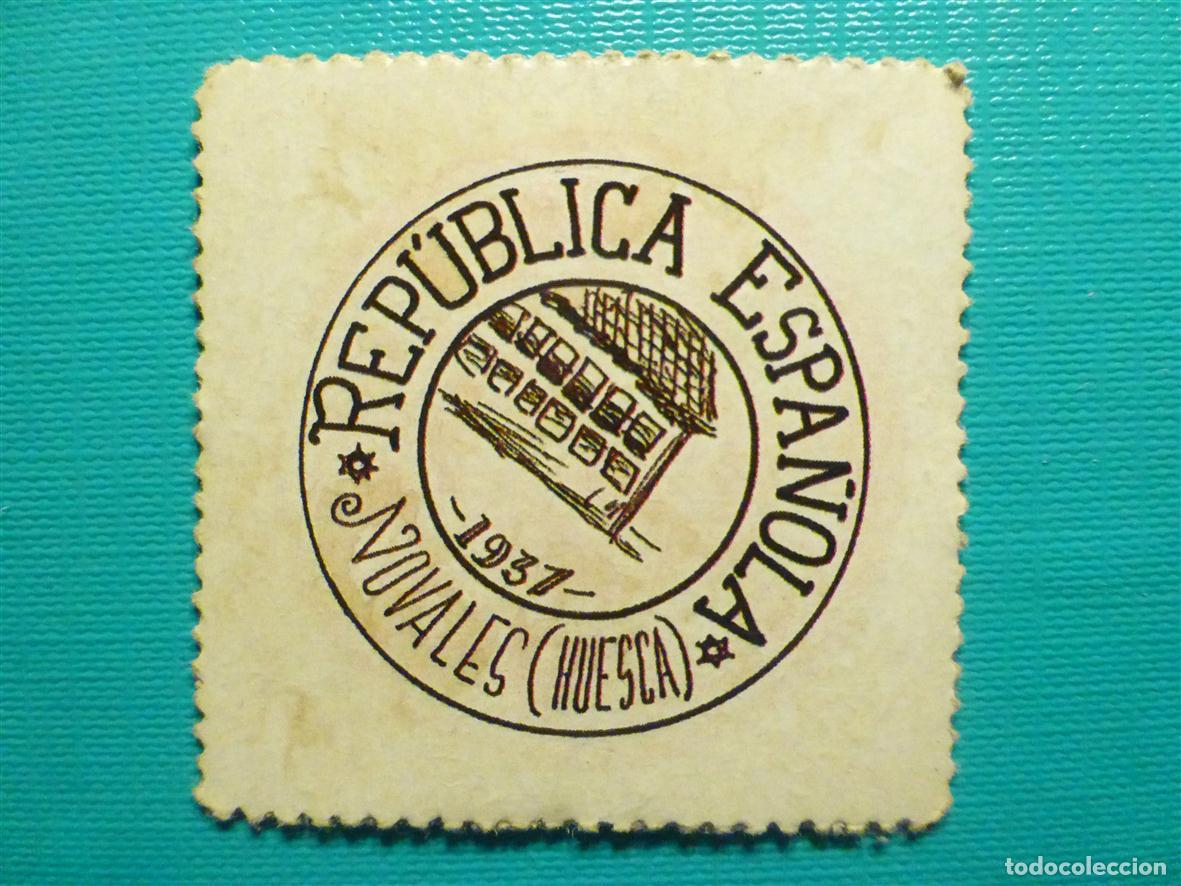 REPÚBLICA ESPAÑOLA
-1937-
NOVALES (HUESCA)
todocoleccion